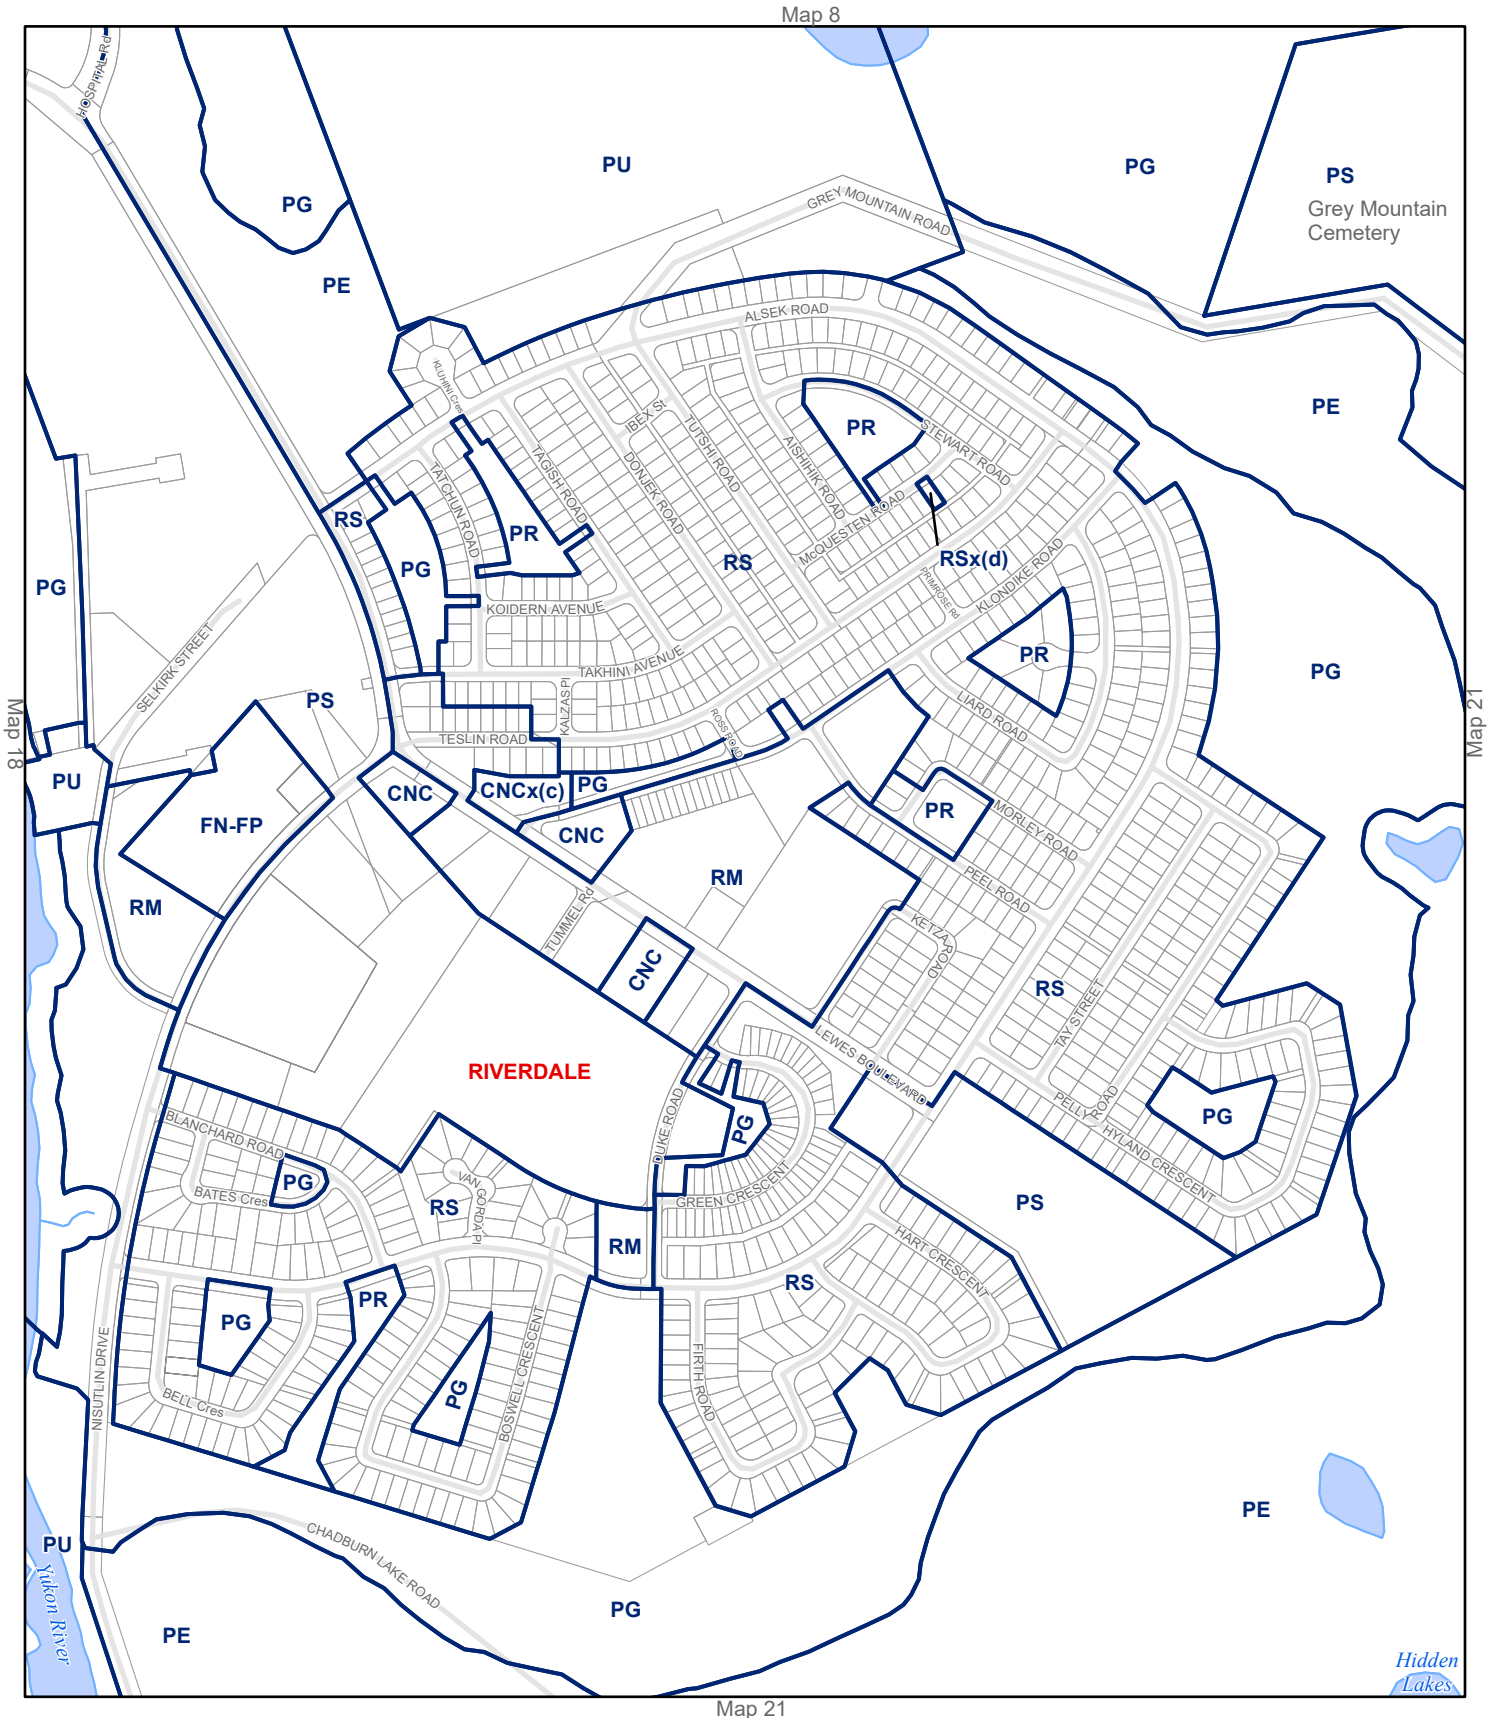 Map 8
HOSPITAL Rd
PU
PG
PS
Grey Mountain
Cemetery
PG
GREY MOUNTAIN ROAD
PE
ALSEK ROAD
KLUHINI Cres
PE
IBEX St
PR
STEWART ROAD
TUTSHI ROAD
AISHIHIK ROAD
TAGISH ROAD
DONJEK ROAD
TATCHUN ROAD
RS
PR
McQUESTEN ROAD
RS
RSx(d)
PG
PG
PRIMROSE Rd
KLONDIKE ROAD
KOIDERN AVENUE
SELKIRK STREET
TAKHINI AVENUE
PR
PG
PS
KALZAS Pl
LIARD ROAD
ROSS ROAD
Map 18
Map 21
TESLIN ROAD
PU
CNC
CNCx(c)
PG
FN-FP
CNC
PR
MORLEY ROAD
RM
RM
PEEL ROAD
TUMMEL Rd
KETZA ROAD
CNC
RS
TAY STREET
LEWES BOULEVARD
RIVERDALE
PELLY ROAD
HYLAND CRESCENT
PG
BLANCHARD ROAD
DUKE ROAD
PG
PG
BATES Cres
VAN GORDA Pl
GREEN CRESCENT
RS
PS
RM
HART CRESCENT
RS
PR
PG
NISUTLIN DRIVE
BOSWELL CRESCENT
FIRTH ROAD
PG
BELL Cres
PE
PU
CHADBURN LAKE ROAD
Yukon River
PG
PE
Hidden
Lakes
Map 21